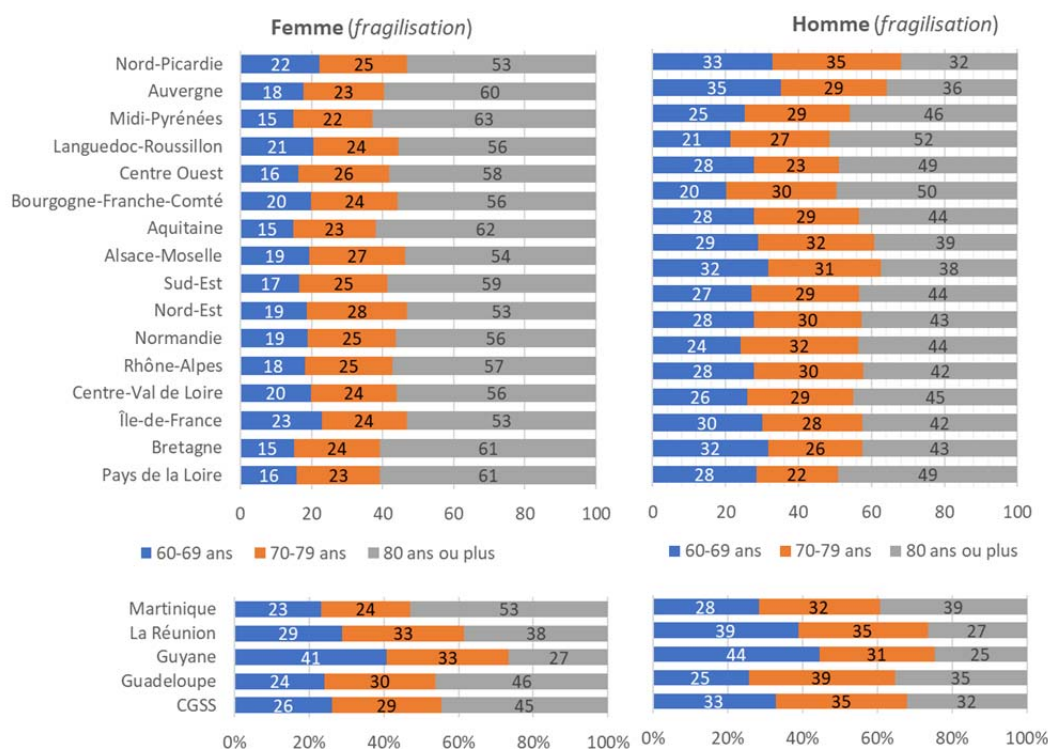 Femme (fragilisation)
Homme (fragilisation)
Nord-Picardie 22 25 53 33 35 32
Auvergne 18 23 60 35 29 36
Midi-Pyrénées 15 22 63 25 29 46
Languedoc-Roussillon 21 24 56 21 27 52
Centre Ouest 16 26 58 28 23 49
Bourgogne-Franche-Comté 20 24 56 20 30 50
Aquitaine 15 23 62 28 29 44
Alsace-Moselle 19 27 54 29 32 39
Sud-Est 17 25 59 32 31 38
Nord-Est 19 28 53 27 29 44
Normandie 19 25 56 28 30 43
Rhône-Alpes 18 25 57 24 32 44
Centre-Val de Loire 20 24 56 28 30 42
Île-de-France 23 24 53 26 29 45
Bretagne 15 24 61 30 28 42
Pays de la Loire 16 23 61 32 26 43
28 22 49
0 20 40 60 80 100 0 20 40 60 80 100
60-69 ans 70-79 ans 80 ans ou plus 60-69 ans 70-79 ans 80 ans ou plus
Martinique 23 24 53 28 32 39
La Réunion 29 33 38 39 35 27
Guyane 41 33 27 44 31 25
Guadeloupe 24 30 46 25 39 35
CGSS 26 29 45 33 35 32
0% 20% 40% 60% 80% 100% 0% 20% 40% 60% 80% 100%